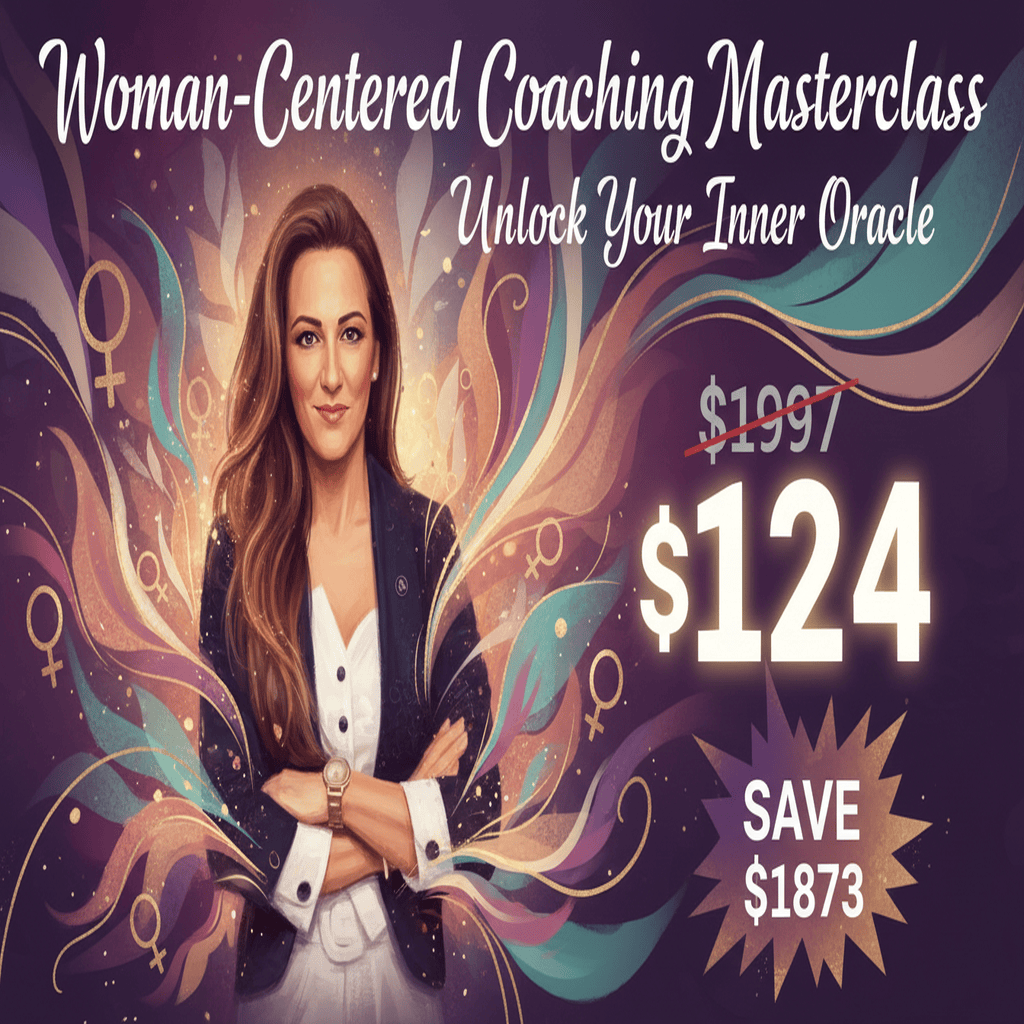 Woman-Centered Coaching Masterclass
Unlock Your Inner Oracle
$1997
$124
SAVE
$1873